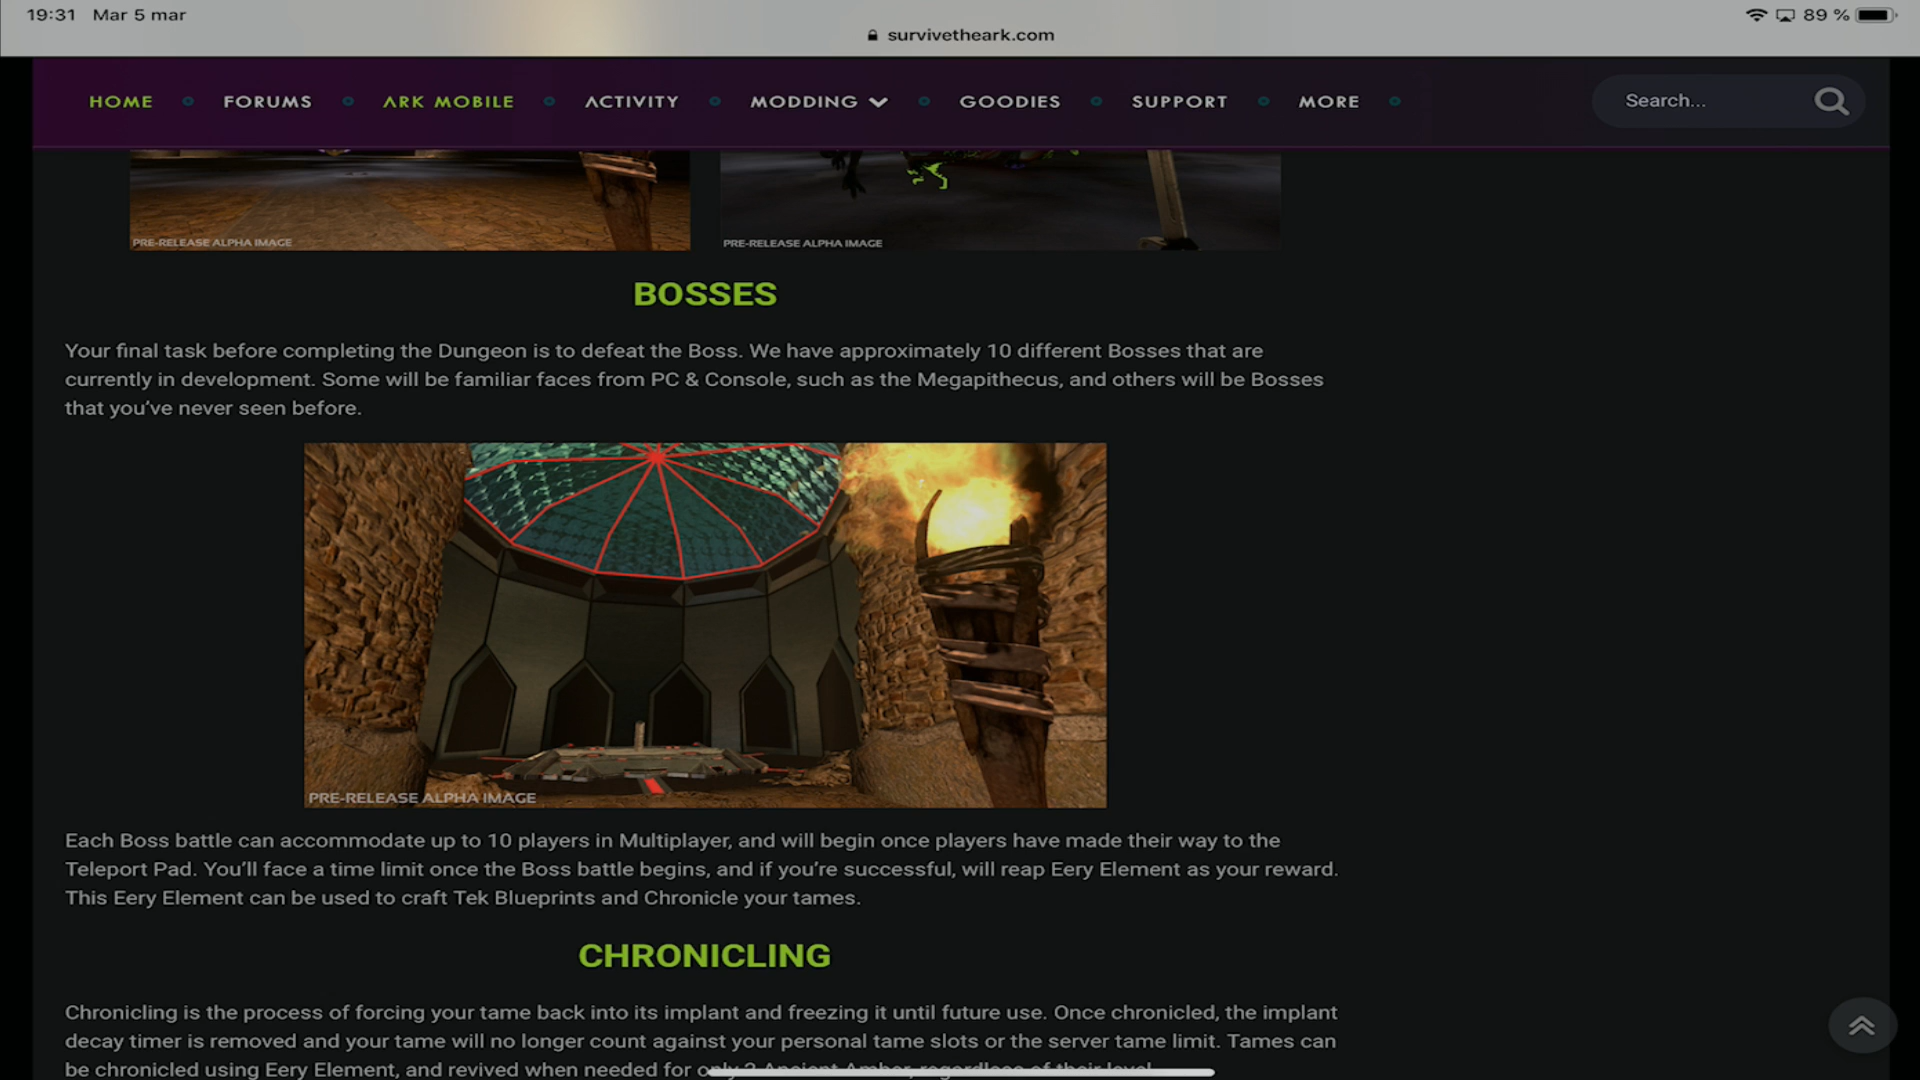 19:31 Mar 5 mar
89 %
survivetheark.com
HOME FORUMS ARK MOBILE ACTIVITY MODDING GOODIES SUPPORT MORE Search...
PRE-RELEASE ALPHA IMAGE PRE-RELEASE ALPHA IMAGE
BOSSES
Your final task before completing the Dungeon is to defeat the Boss. We have approximately 10 different Bosses that are
currently in development. Some will be familiar faces from PC & Console, such as the Megapithecus, and others will be Bosses
that you’ve never seen before.
PRE-RELEASE ALPHA IMAGE
Each Boss battle can accommodate up to 10 players in Multiplayer, and will begin once players have made their way to the
Teleport Pad. You’ll face a time limit once the Boss battle begins, and if you’re successful, will reap Eery Element as your reward.
This Eery Element can be used to craft Tek Blueprints and Chronicle your tames.
CHRONICLING
Chronicling is the process of forcing your tame back into its implant and freezing it until future use. Once chronicled, the implant
decay timer is removed and your tame will no longer count against your personal tame slots or the server tame limit. Tames can
be chronicled using Eery Element, and revived when needed for only 2 Ancient Amber, regardless of their level